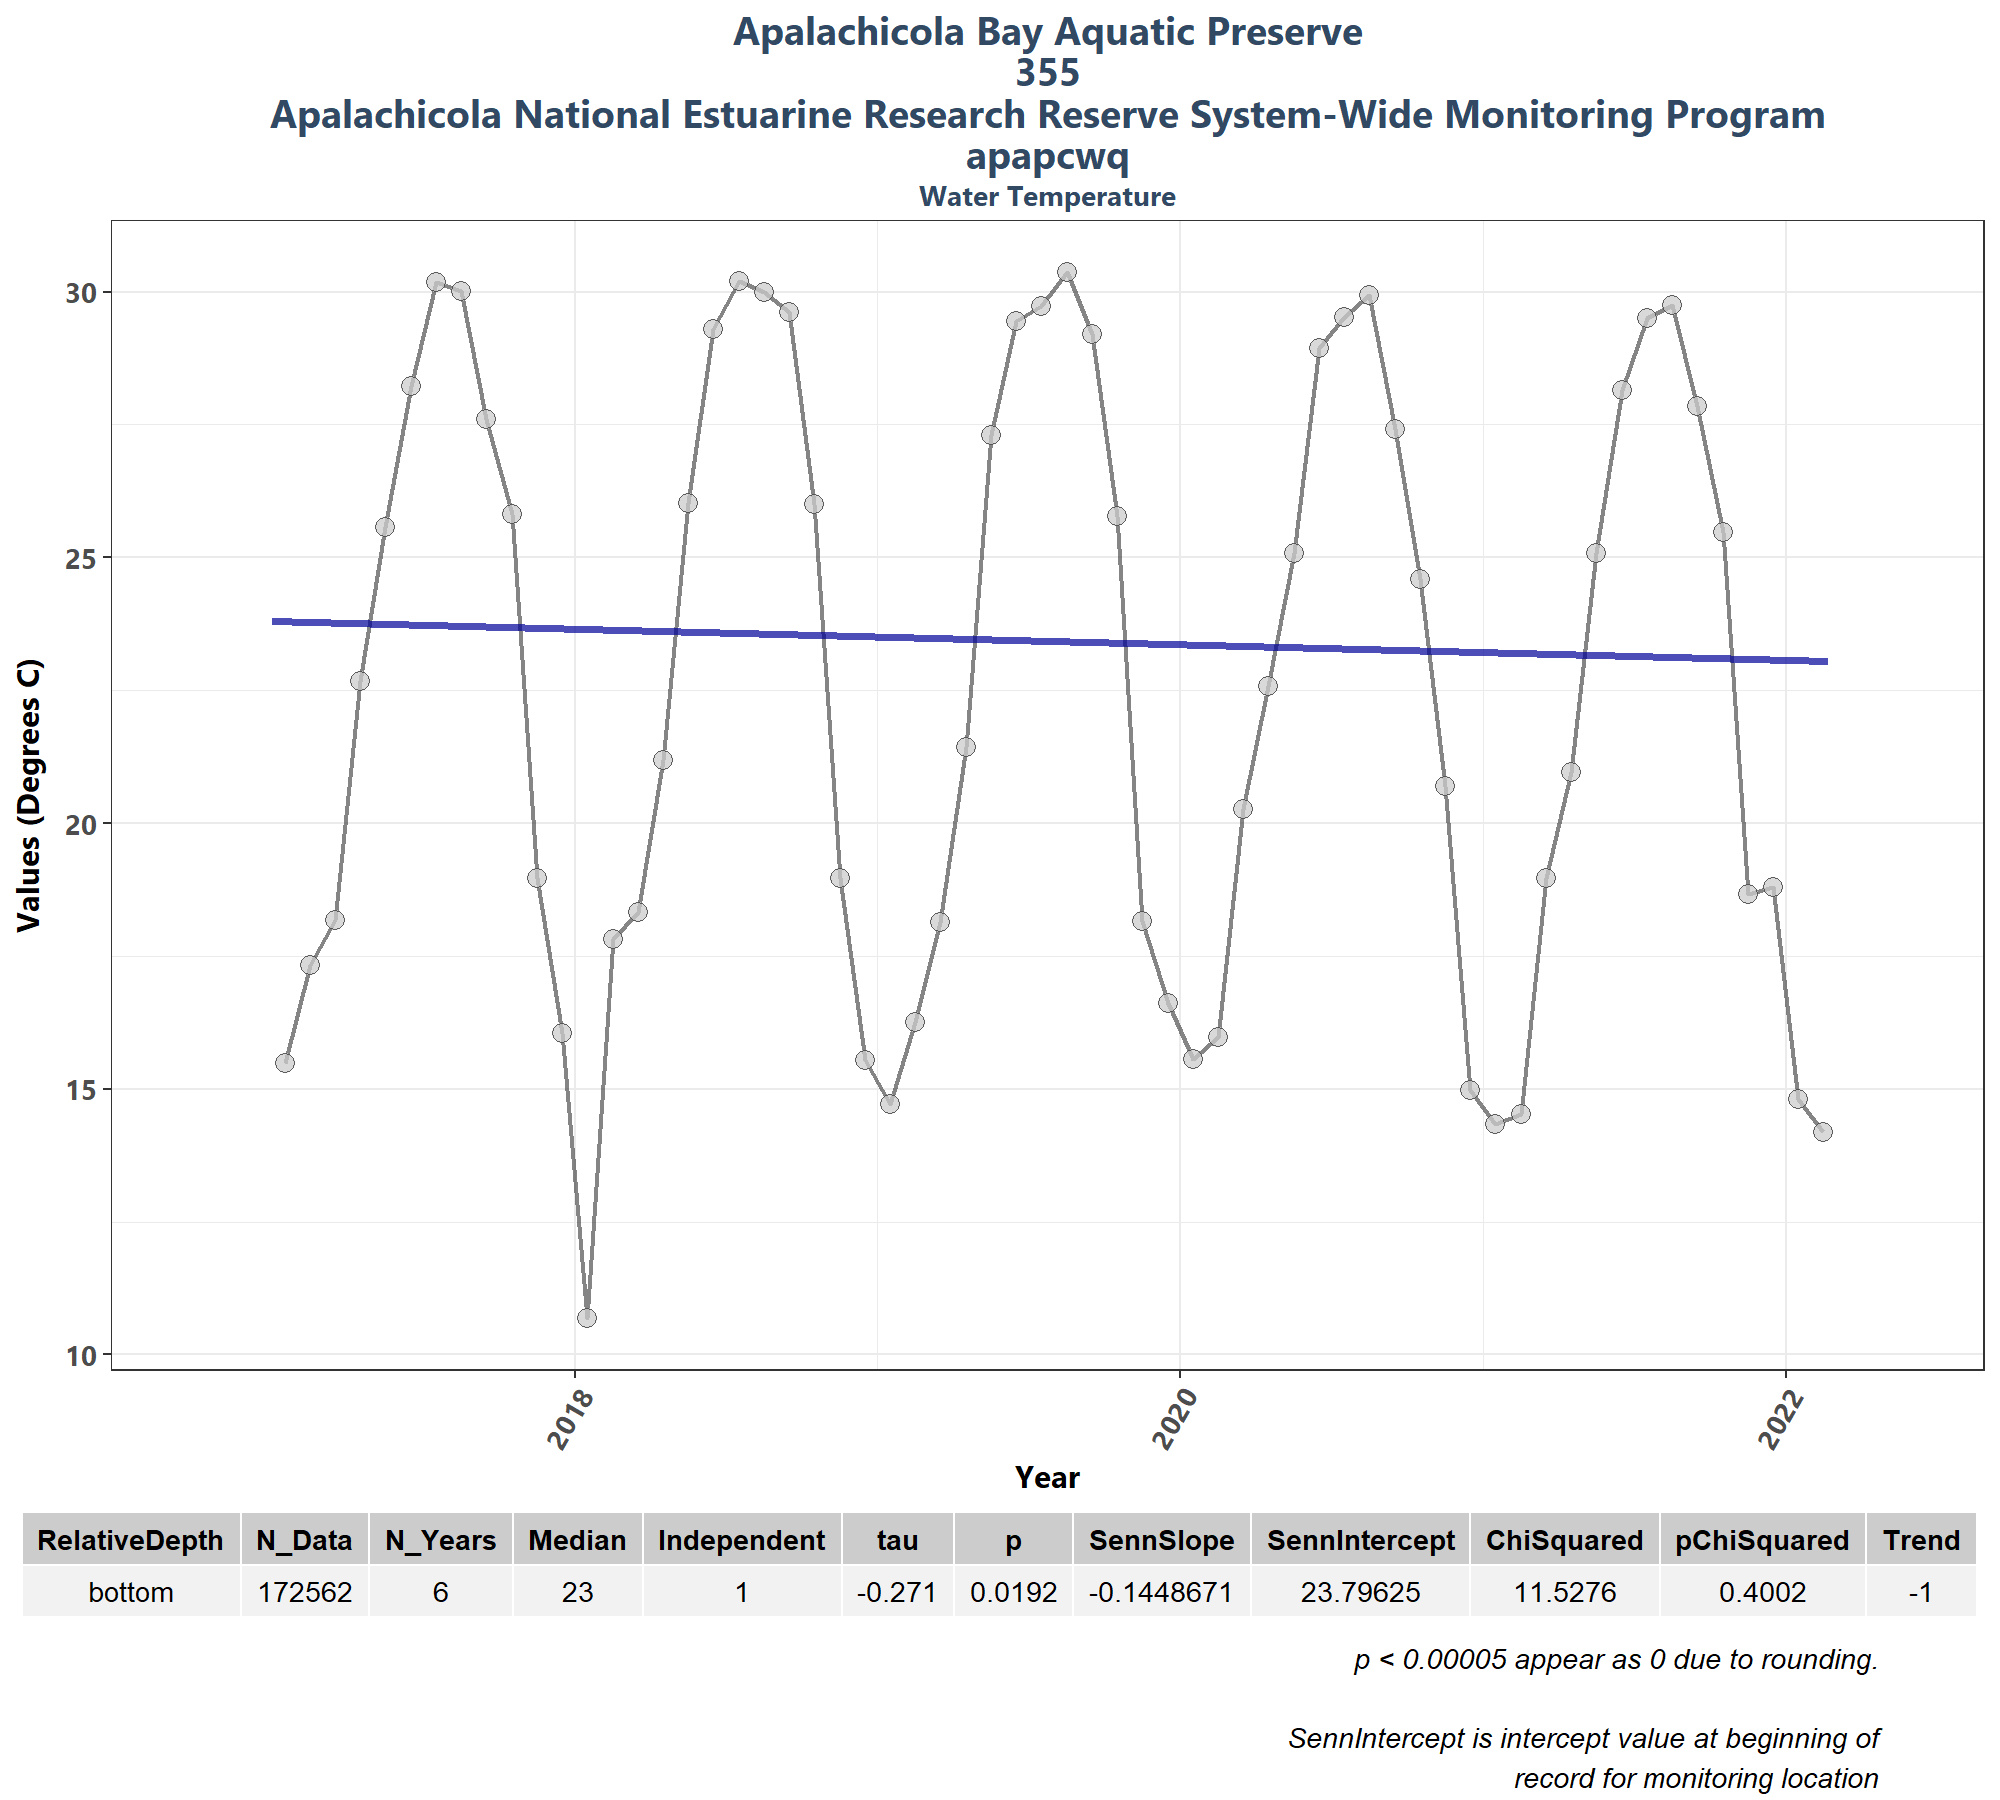 Apalachicola Bay Aquatic Preserve
355
Apalachicola National Estuarine Research Reserve System-Wide Monitoring Program
apapcwq
Water Temperature
30
25
20
15
10
Values (Degrees C)
2018
2020
2022
Year
RelativeDepth N_Data N_Years Median Independent tau p SennSlope SennIntercept ChiSquared pChiSquared Trend
bottom 172562 6 23 1 -0.271 0.0192 -0.1448671 23.79625 11.5276 0.4002 -1
p < 0.00005 appear as 0 due to rounding.
SennIntercept is intercept value at beginning of
record for monitoring location